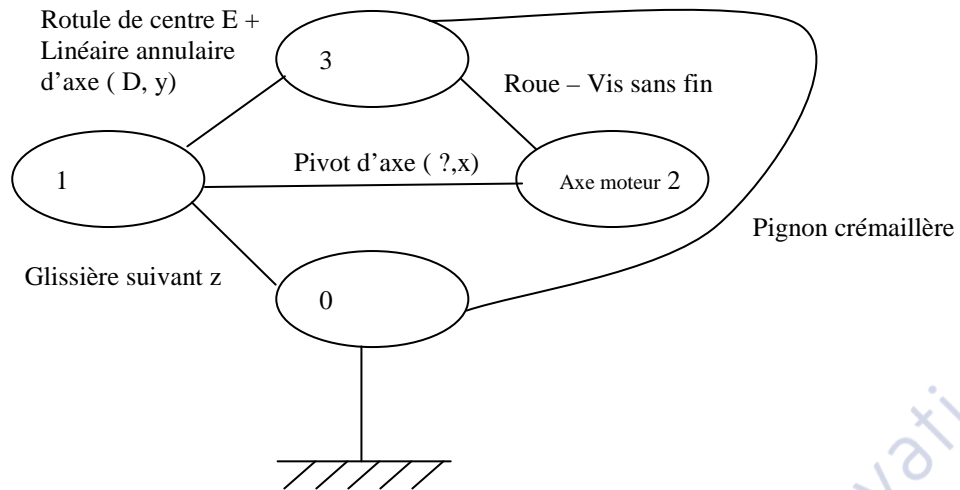 Rotule de centre E +
Linéaire annulaire
d'axe ( D, y)
3
Roue – Vis sans fin
Pivot d'axe ( ?,x)
1
Axe moteur 2
Pignon crémaillère
Glissière suivant z
0